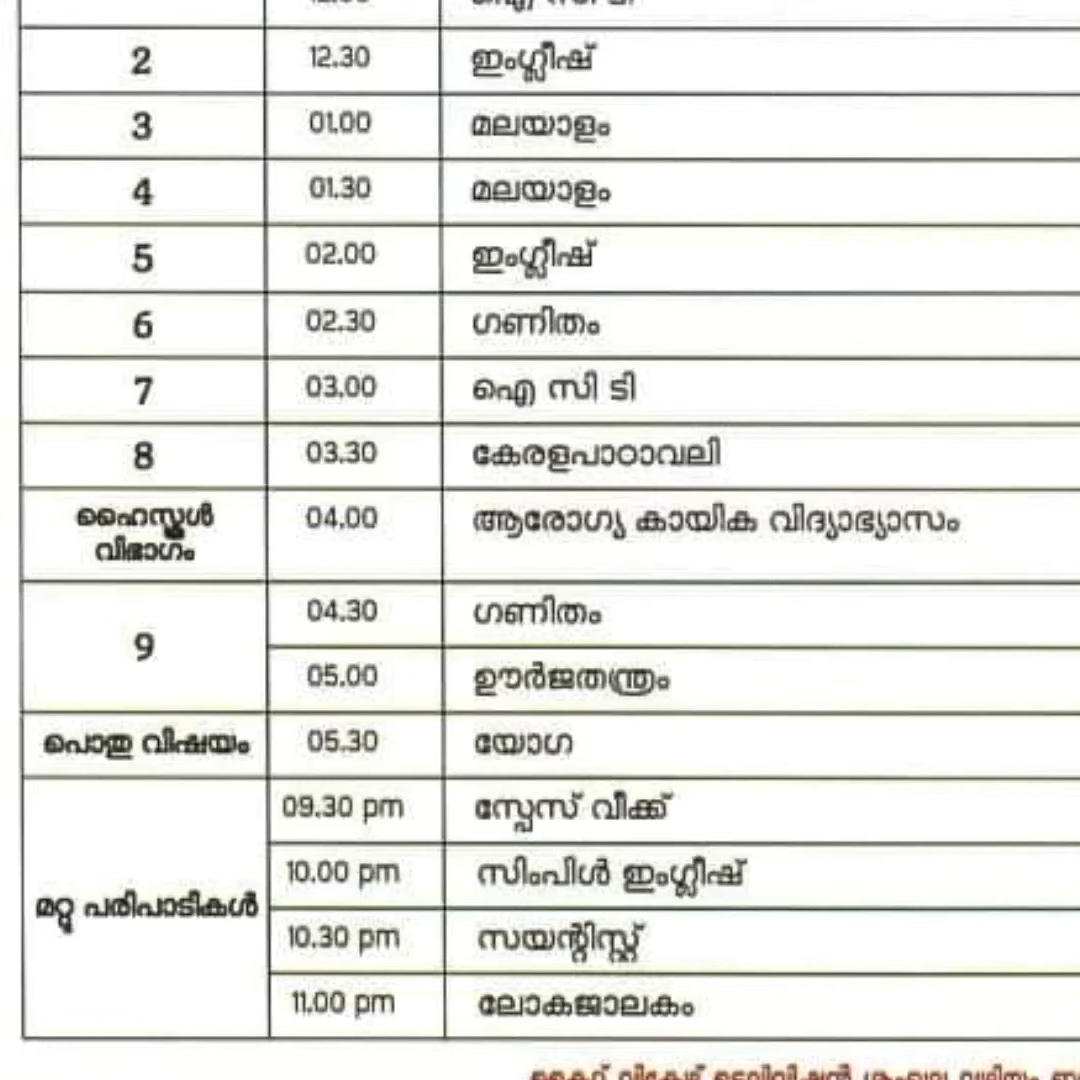 2 12.30 ഇംഗ്ലീഷ്
3 01.00 മലയാളം
4 01.30 മലയാളം
5 02.00 ഇംഗ്ലീഷ്
6 02.30 ഗണിതം
7 03.00 ഐ സി ടി
8 03.30 കേരളപാഠാവലി
ഹൈസ്കൂൾ 04.00 ആരോഗ്യ കായിക വിദ്യാഭ്യാസം
വിഭാഗം
04.30 ഗണിതം
9
05.00 ഊർജതന്ത്രം
പൊതു വിഷയം 05.30 യോഗ
09.30 pm സ്പേസ് വീക്ക്
10.00 pm സിംപിൾ ഇംഗ്ലീഷ്
മറ്റു പരിപാടികൾ
10.30 pm സയന്റിസ്റ്റ്
11.00 pm ലോകജാലകം